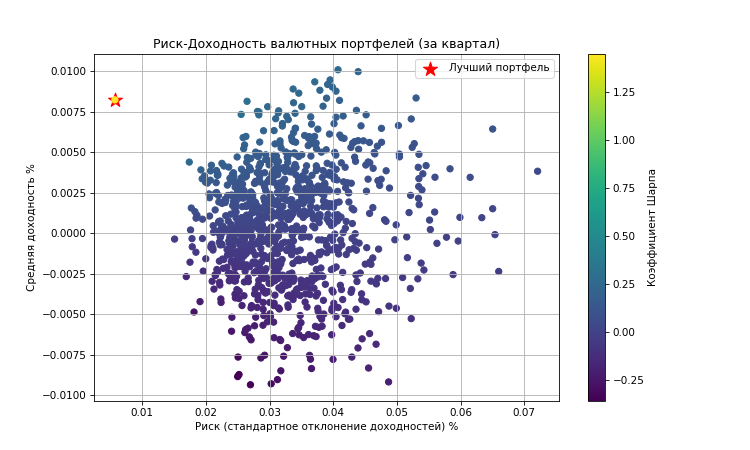 Риск-Доходность валютных портфелей (за квартал)
Лучший портфель
0.0100
0.0075
0.0050
0.0025
0.0000
−0.0025
−0.0050
−0.0075
−0.0100
Средняя доходность %
0.01 0.02 0.03 0.04 0.05 0.06 0.07
Риск (стандартное отклонение доходностей) %
1.25
1.00
0.75
0.50
0.25
0.00
−0.25
Коэффициент Шарпа